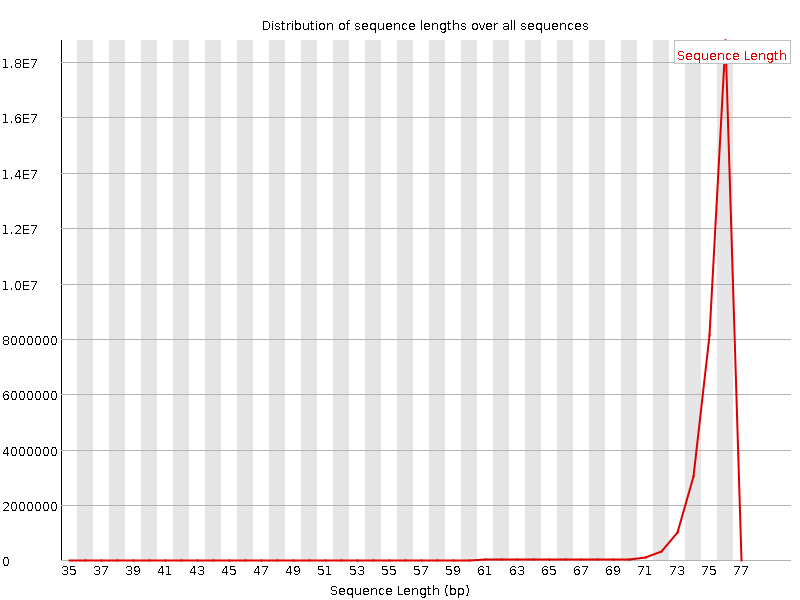 Distribution of sequence lengths over all sequences
Sequence Length
1.8E7
1.6E7
1.4E7
1.2E7
1.0E7
8000000
6000000
4000000
2000000
0
35 37 39 41 43 45 47 49 51 53 55 57 59 61 63 65 67 69 71 73 75 77
Sequence Length (bp)